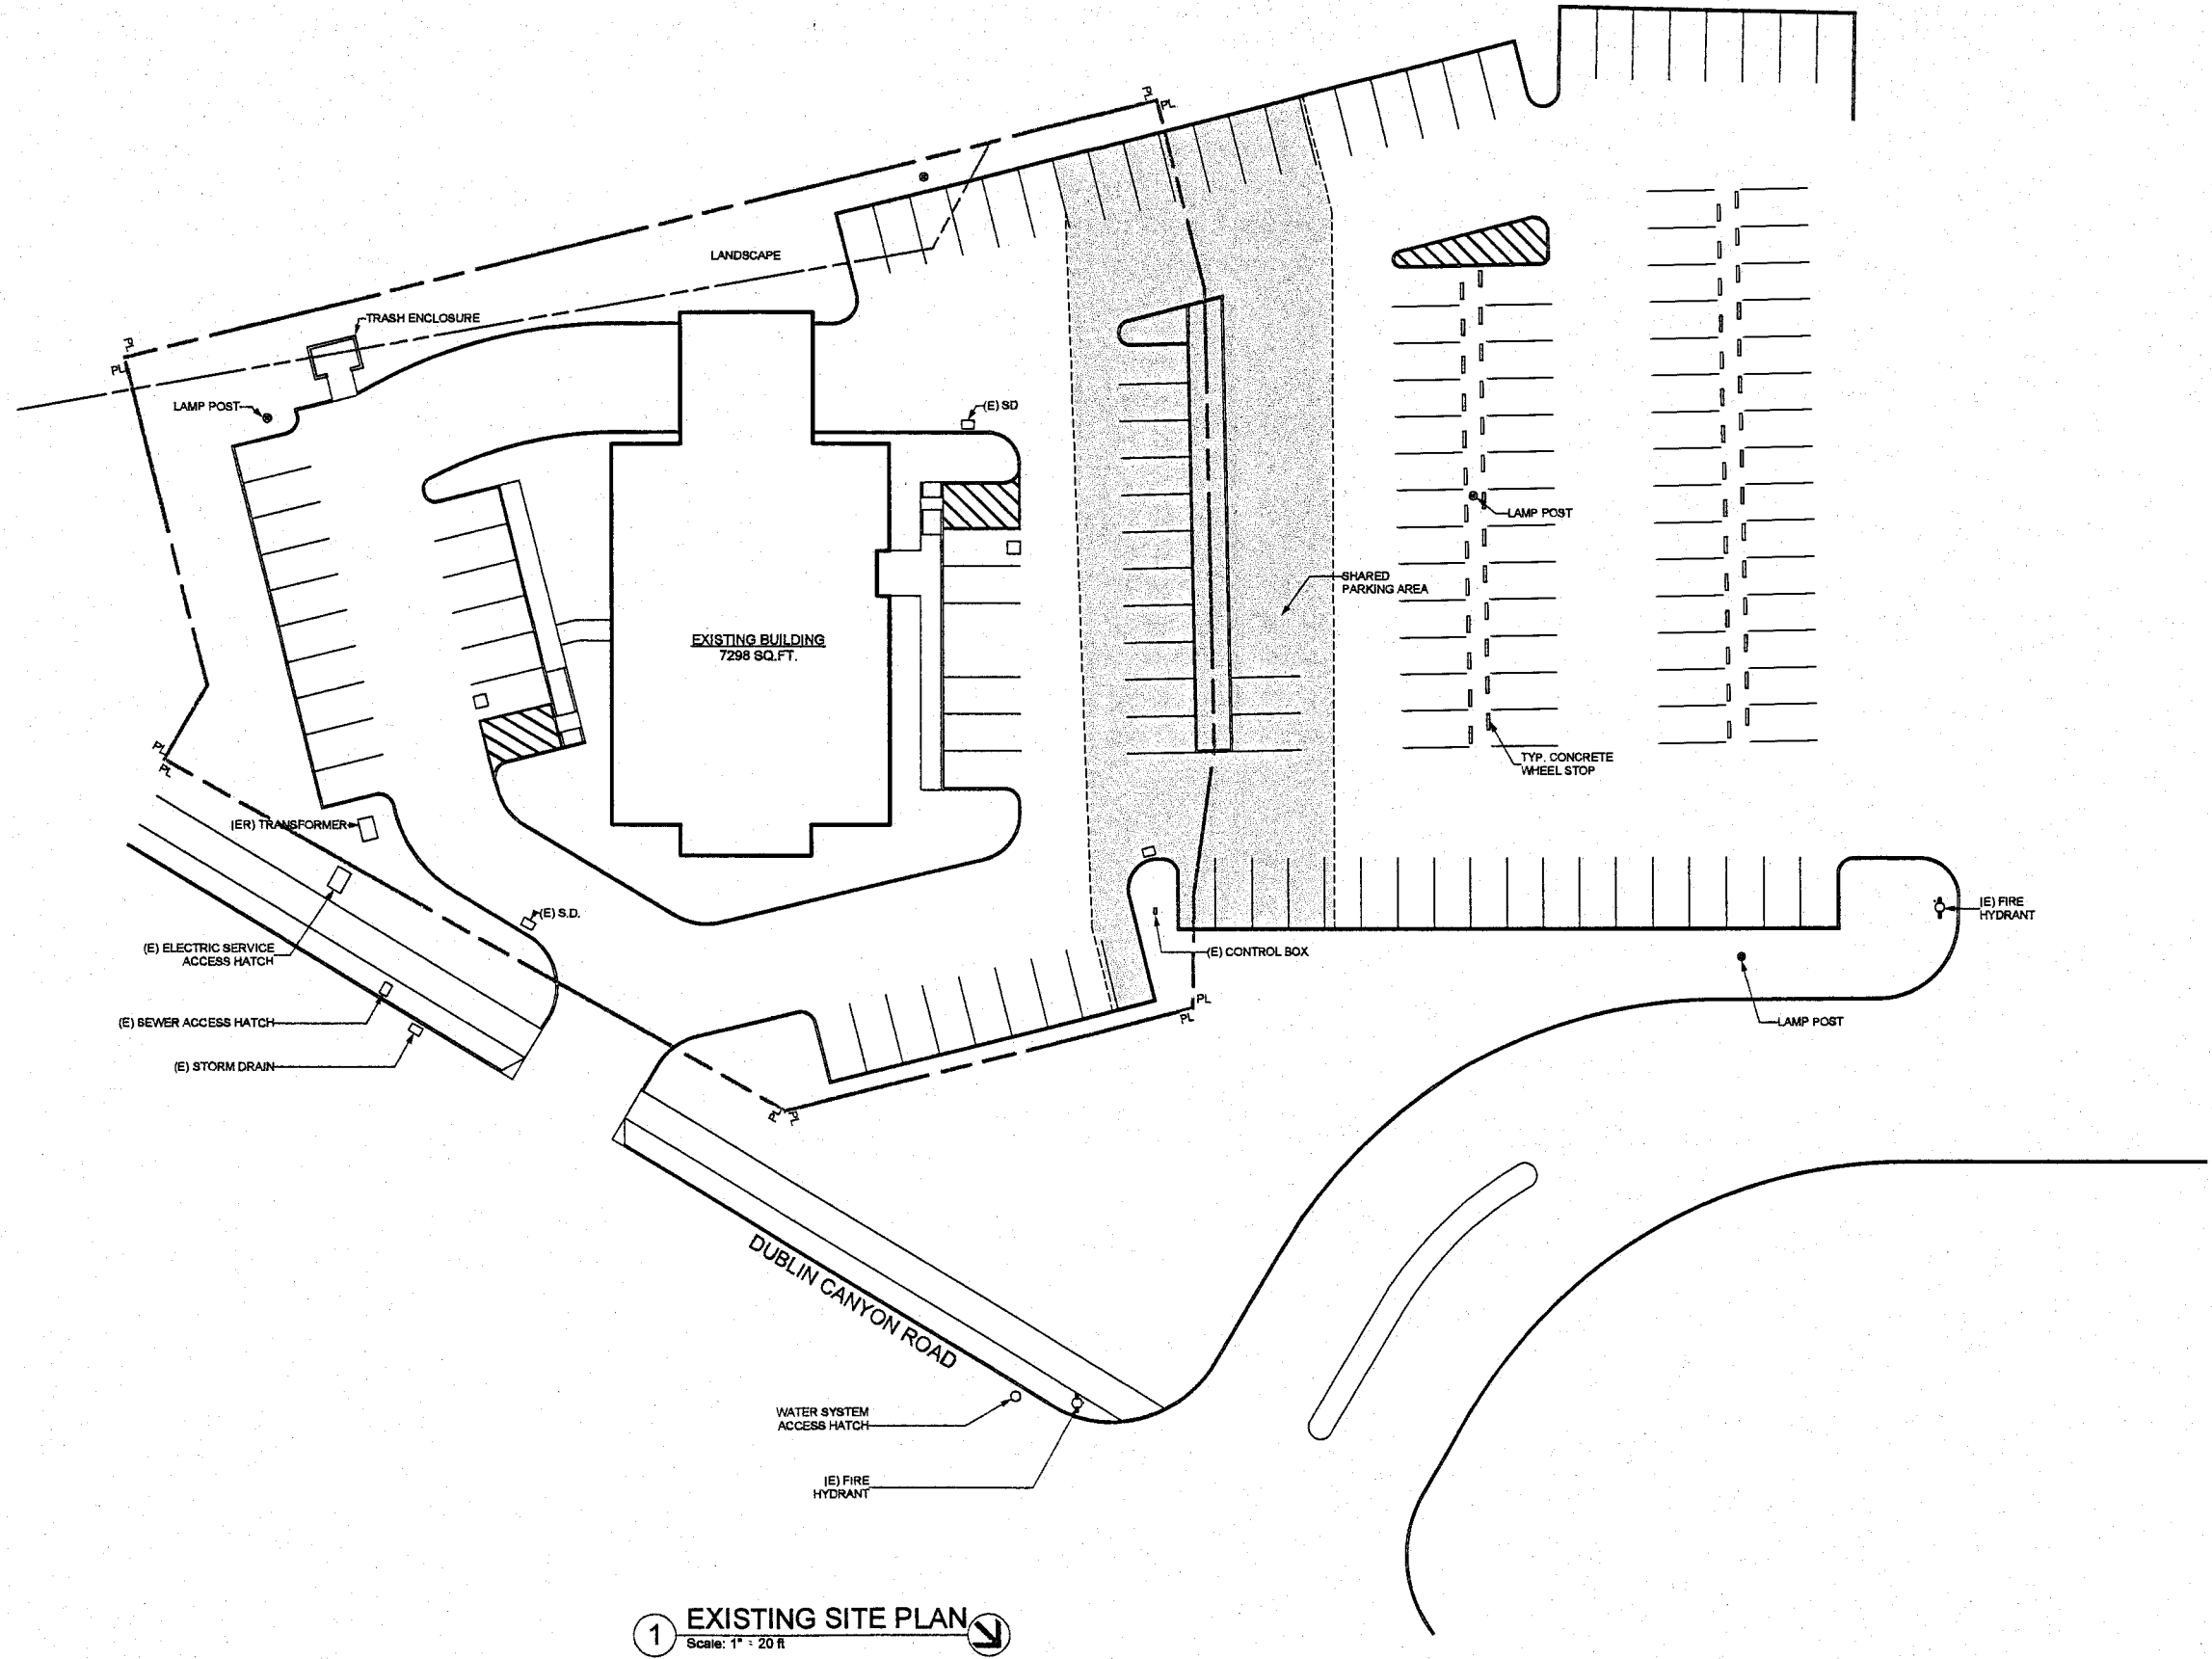 PL
PL
LANDSCAPE
TRASH ENCLOSURE
PL
PL
LAMP POST
(E) SD
LAMP POST
SHARED
PARKING AREA
EXISTING BUILDING
7298 SQ.FT.
PL
PL
TYP. CONCRETE
WHEEL STOP
(ER) TRANSFORMER
(E) S.D.
(E) FIRE
HYDRANT
(E) ELECTRIC SERVICE
ACCESS HATCH
(E) CONTROL BOX
PL
PL
(E) SEWER ACCESS HATCH
LAMP POST
(E) STORM DRAIN
PL
PL
DUBLIN CANYON ROAD
WATER SYSTEM
ACCESS HATCH
(E) FIRE
HYDRANT
1
EXISTING SITE PLAN
Scale: 1" = 20 ft